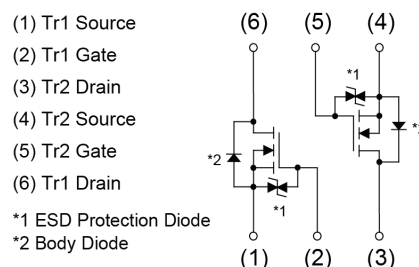 (1) Tr1 Source
(2) Tr1 Gate
(3) Tr2 Drain
(4) Tr2 Source
(5) Tr2 Gate
(6) Tr1 Drain
*1 ESD Protection Diode
*2 Body Diode
(6) (5) (4)
*1
*2
*1
(1) (2) (3)